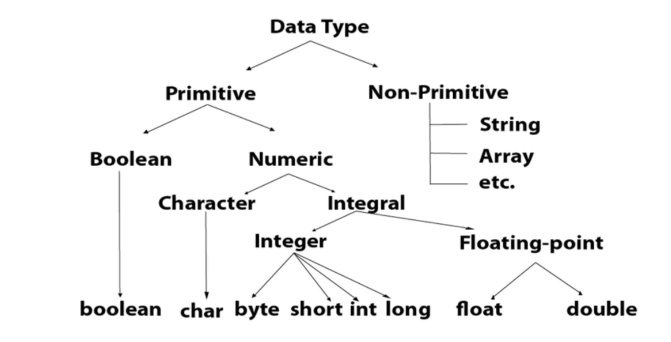 Data Type
Primitive
Non-Primitive
String
Array
etc.
Boolean
Numeric
Character
Integral
Integer
Floating-point
boolean
char
byte
short
int
long
float
double